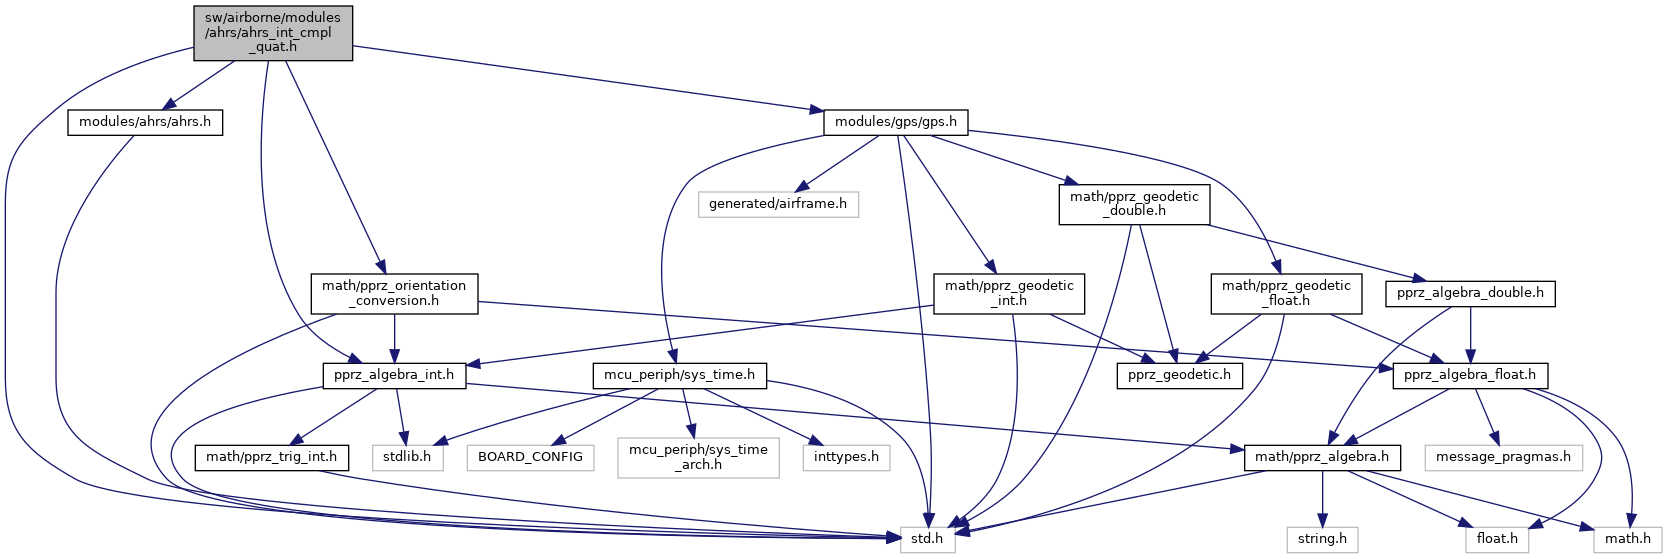 sw/airborne/modules
/ahrs/ahrs_int_cmpl
_quat.h
modules/ahrs/ahrs.h
modules/gps/gps.h
generated/airframe.h
math/pprz_geodetic
_double.h
math/pprz_orientation
_conversion.h
math/pprz_geodetic
_int.h
math/pprz_geodetic
_float.h
pprz_algebra_double.h
pprz_algebra_int.h
mcu_periph/sys_time.h
pprz_geodetic.h
pprz_algebra_float.h
math/pprz_trig_int.h
stdlib.h
BOARD_CONFIG
mcu_periph/sys_time
_arch.h
inttypes.h
math/pprz_algebra.h
message_pragmas.h
std.h
string.h
float.h
math.h